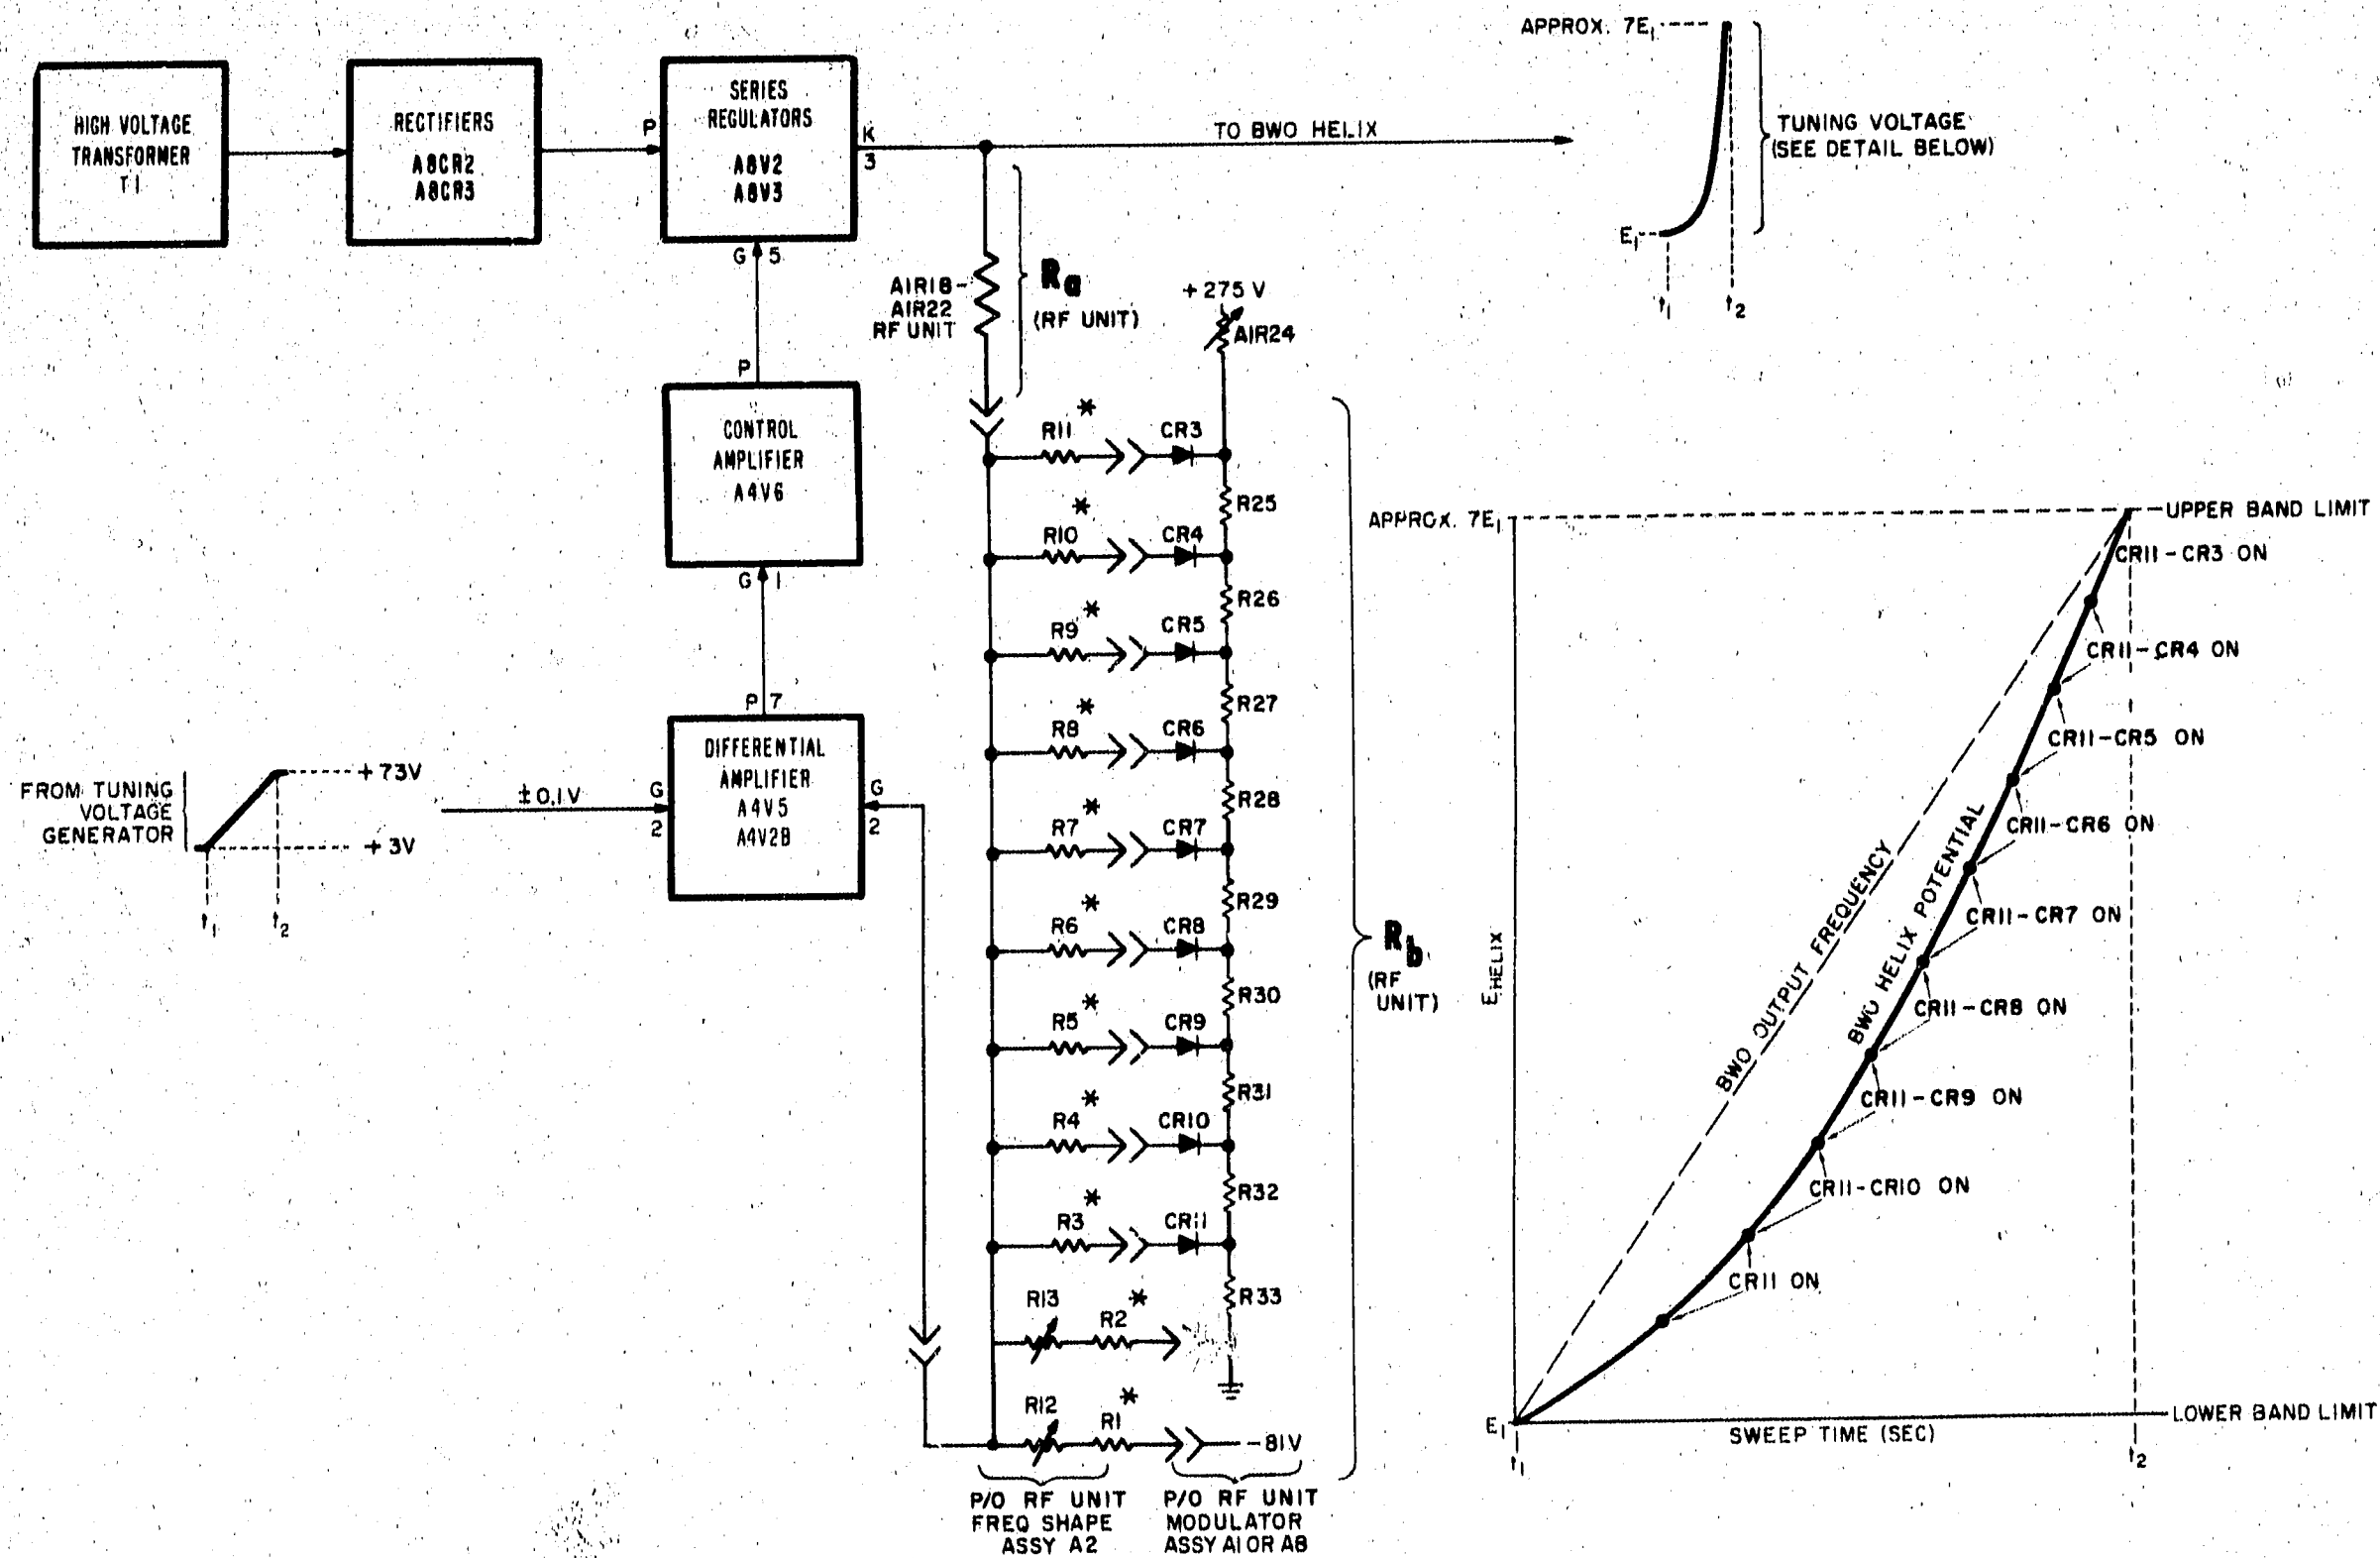 HIGH VOLTAGE
TRANSFORMER
T1
RECTIFIERS
A8CR2
A8CR3
P
SERIES
REGULATORS
A8V2
A8V3
K
3
G 5
TO BWO HELIX
APPROX. 7E1
E1
t1
t2
TUNING VOLTAGE
(SEE DETAIL BELOW)
A1R18-
A1R22
RF UNIT
Ra
(RF UNIT)
+275 V
A1R24
P
CONTROL
AMPLIFIER
A4V6
G 1
P 7
DIFFERENTIAL
AMPLIFIER
A4V5
A4V2B
G
2
G
2
±0.1V
FROM TUNING
VOLTAGE
GENERATOR
+73V
+3V
t1
t2
R11 *
CR3
R25
R10 *
CR4
R26
R9 *
CR5
R27
R8 *
CR6
R28
R7 *
CR7
R29
R6 *
CR8
R30
R5 *
CR9
R31
R4 *
CR10
R32
R3 *
CR11
R33
R13
R2 *
R12
R1 *
-81V
Rb
(RF
UNIT)
P/O RF UNIT
FREQ SHAPE
ASSY A2
P/O RF UNIT
MODULATOR
ASSY A1 OR A8
APPROX. 7E1
UPPER BAND LIMIT
CR11-CR3 ON
CR11-CR4 ON
CR11-CR5 ON
CR11-CR6 ON
CR11-CR7 ON
CR11-CR8 ON
CR11-CR9 ON
CR11-CR10 ON
CR11 ON
BWO OUTPUT FREQUENCY
BWO HELIX POTENTIAL
EHELIX
E1
LOWER BAND LIMIT
SWEEP TIME (SEC)
t1
t2